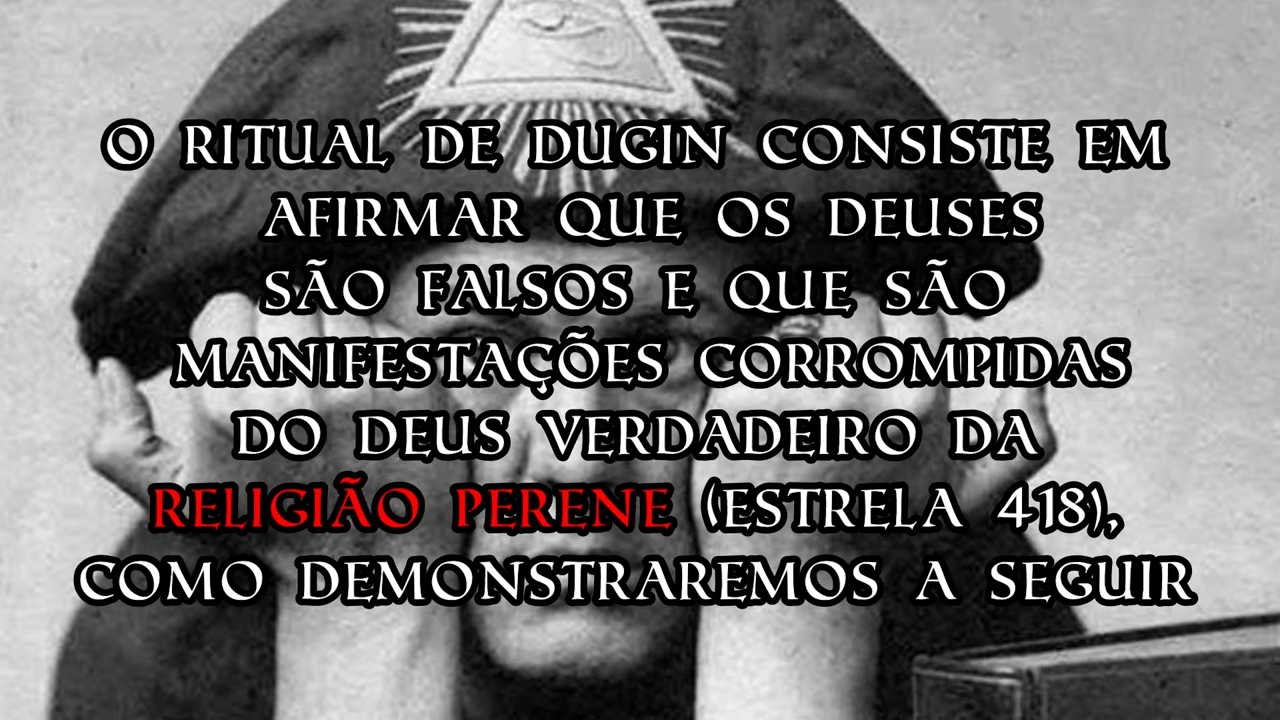 O RITUAL DE DUGIN CONSISTE EM
AFIRMAR QUE OS DEUSES
SÃO FALSOS E QUE SÃO
MANIFESTAÇÕES CORROMPIDAS
DO DEUS VERDADEIRO DA
RELIGIÃO PERENE (ESTRELA 418),
COMO DEMONSTRAREMOS A SEGUIR